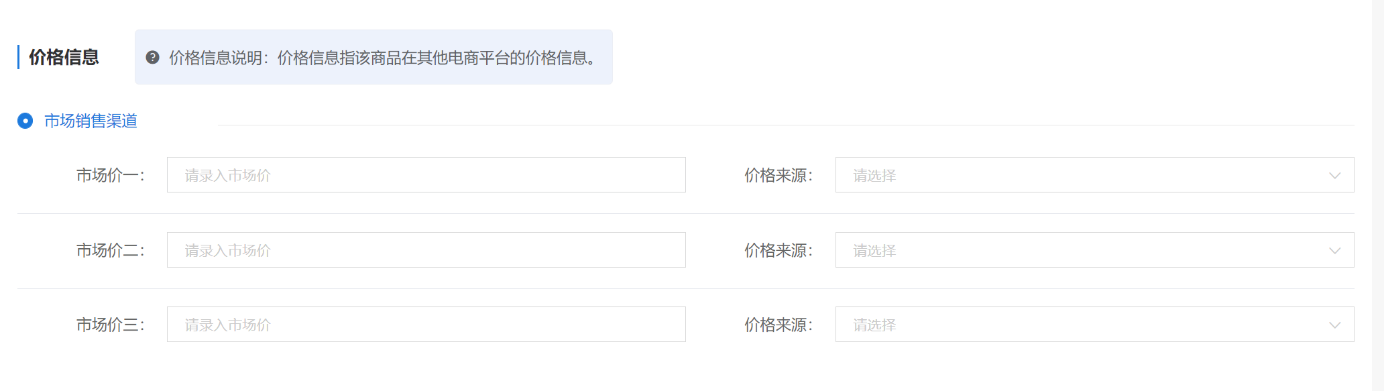 价格信息 ? 价格信息说明：价格信息指该商品在其他电商平台的价格信息。
市场销售渠道
市场价一： 请录入市场价 价格来源： 请选择
市场价二： 请录入市场价 价格来源： 请选择
市场价三： 请录入市场价 价格来源： 请选择